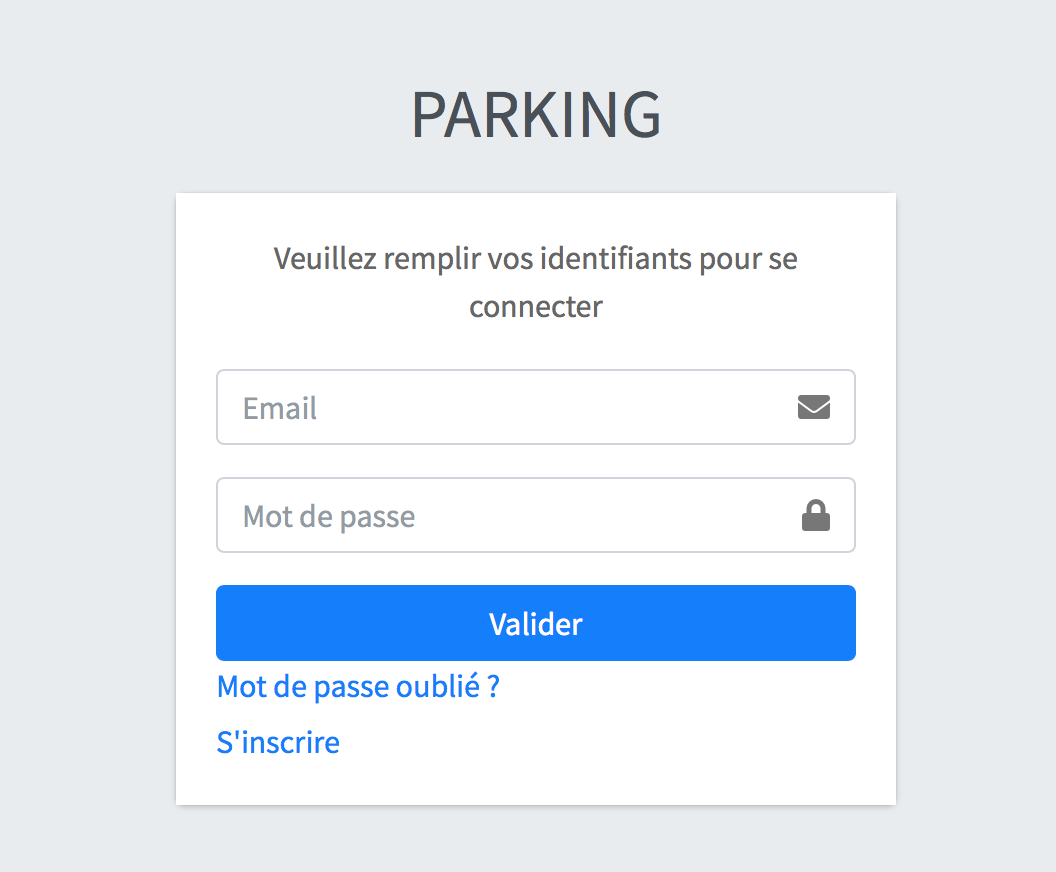 PARKING
Veuillez remplir vos identifiants pour se
connecter
Email
Mot de passe
Valider
Mot de passe oublié ?
S'inscrire